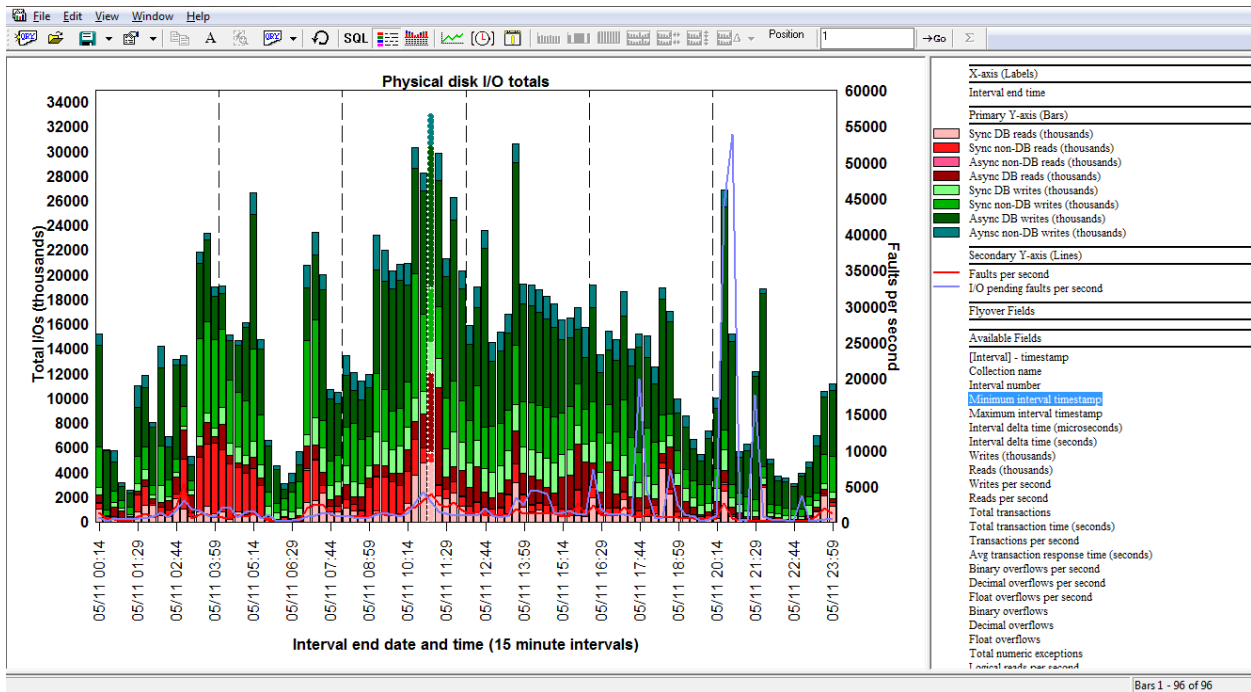 File Edit View Window Help
QRY A QRY SQL Position 1 Go Σ
Physical disk I/O totals
Total I/Os (thousands)
34000
32000
30000
28000
26000
24000
22000
20000
18000
16000
14000
12000
10000
8000
6000
4000
2000
0
60000
55000
50000
45000
40000
35000
30000
25000
20000
15000
10000
5000
0
Faults per second
05/11 00:14
05/11 01:29
05/11 02:44
05/11 03:59
05/11 05:14
05/11 06:29
05/11 07:44
05/11 08:59
05/11 10:14
05/11 11:29
05/11 12:44
05/11 13:59
05/11 15:14
05/11 16:29
05/11 17:44
05/11 18:59
05/11 20:14
05/11 21:29
05/11 22:44
05/11 23:59
Interval end date and time (15 minute intervals)
X-axis (Labels)
Interval end time
Primary Y-axis (Bars)
Sync DB reads (thousands)
Sync non-DB reads (thousands)
Async non-DB reads (thousands)
Async DB reads (thousands)
Sync DB writes (thousands)
Sync non-DB writes (thousands)
Async DB writes (thousands)
Aynsc non-DB writes (thousands)
Secondary Y-axis (Lines)
Faults per second
I/O pending faults per second
Flyover Fields
Available Fields
[Interval] - timestamp
Collection name
Interval number
Minimum interval timestamp
Maximum interval timestamp
Interval delta time (microseconds)
Interval delta time (seconds)
Writes (thousands)
Reads (thousands)
Writes per second
Reads per second
Total transactions
Total transaction time (seconds)
Transactions per second
Avg transaction response time (seconds)
Binary overflows per second
Decimal overflows per second
Float overflows per second
Binary overflows
Decimal overflows
Float overflows
Total numeric exceptions
Logical reads per second
Bars 1 - 96 of 96